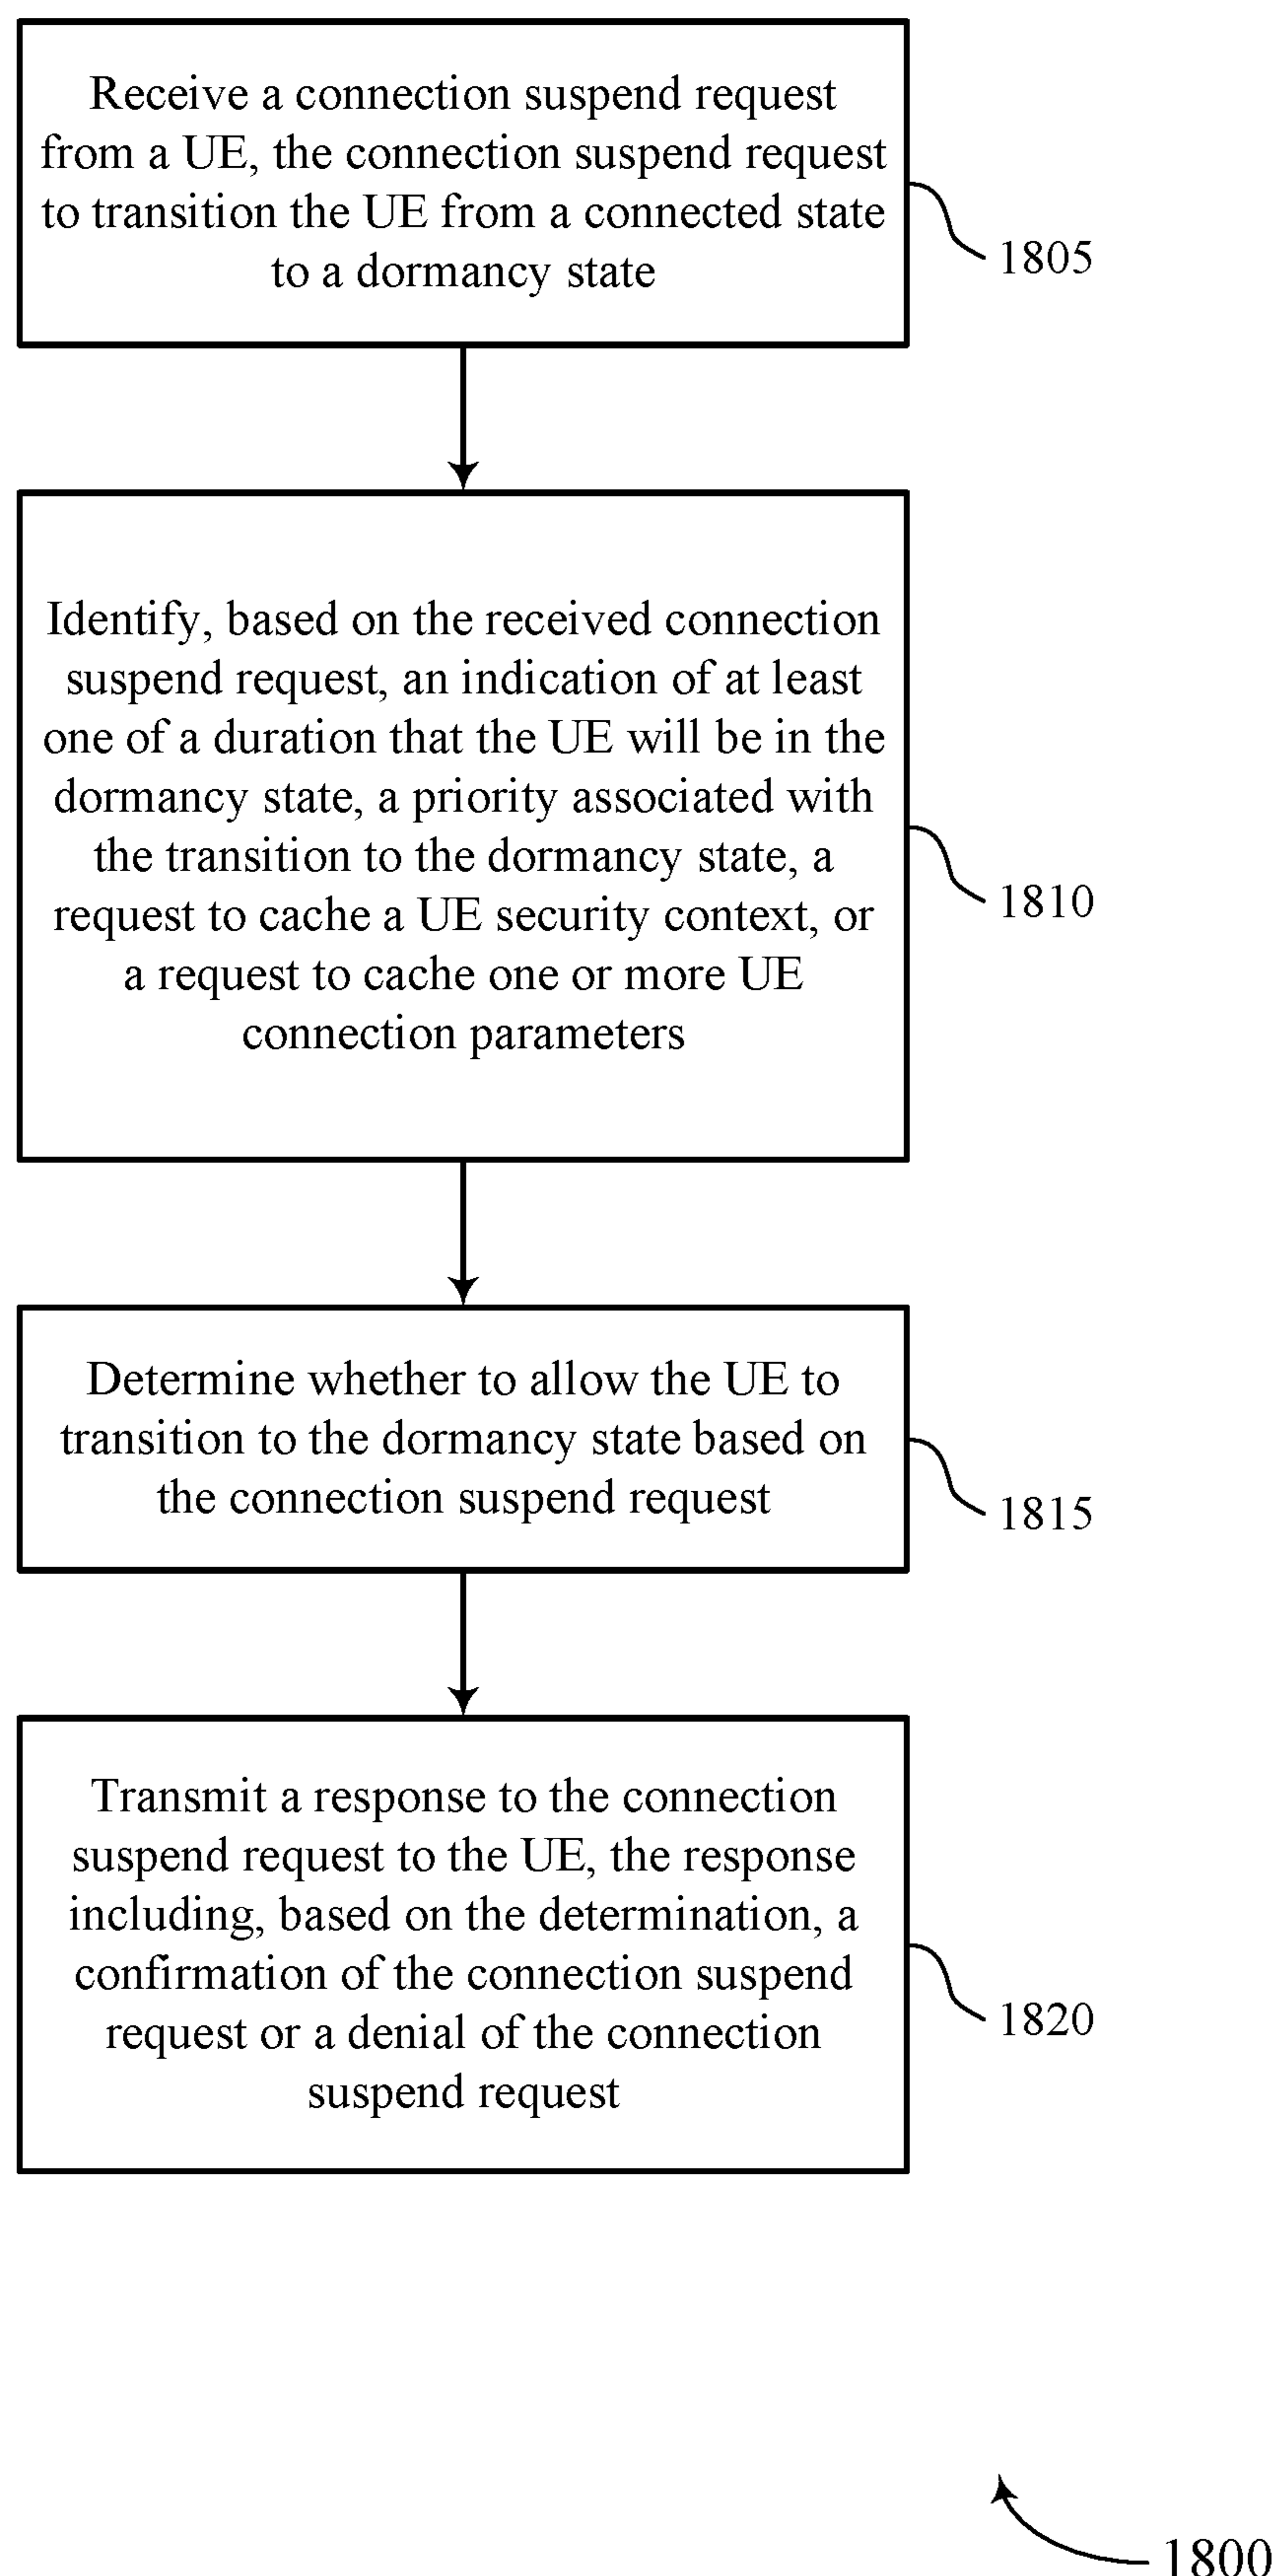 Receive a connection suspend request
from a UE, the connection suspend request
to transition the UE from a connected state
to a dormancy state
1805
Identify, based on the received connection
suspend request, an indication of at least
one of a duration that the UE will be in the
dormancy state, a priority associated with
the transition to the dormancy state, a
request to cache a UE security context, or
a request to cache one or more UE
connection parameters
1810
Determine whether to allow the UE to
transition to the dormancy state based on
the connection suspend request
1815
Transmit a response to the connection
suspend request to the UE, the response
including, based on the determination, a
confirmation of the connection suspend
request or a denial of the connection
suspend request
1820
1800